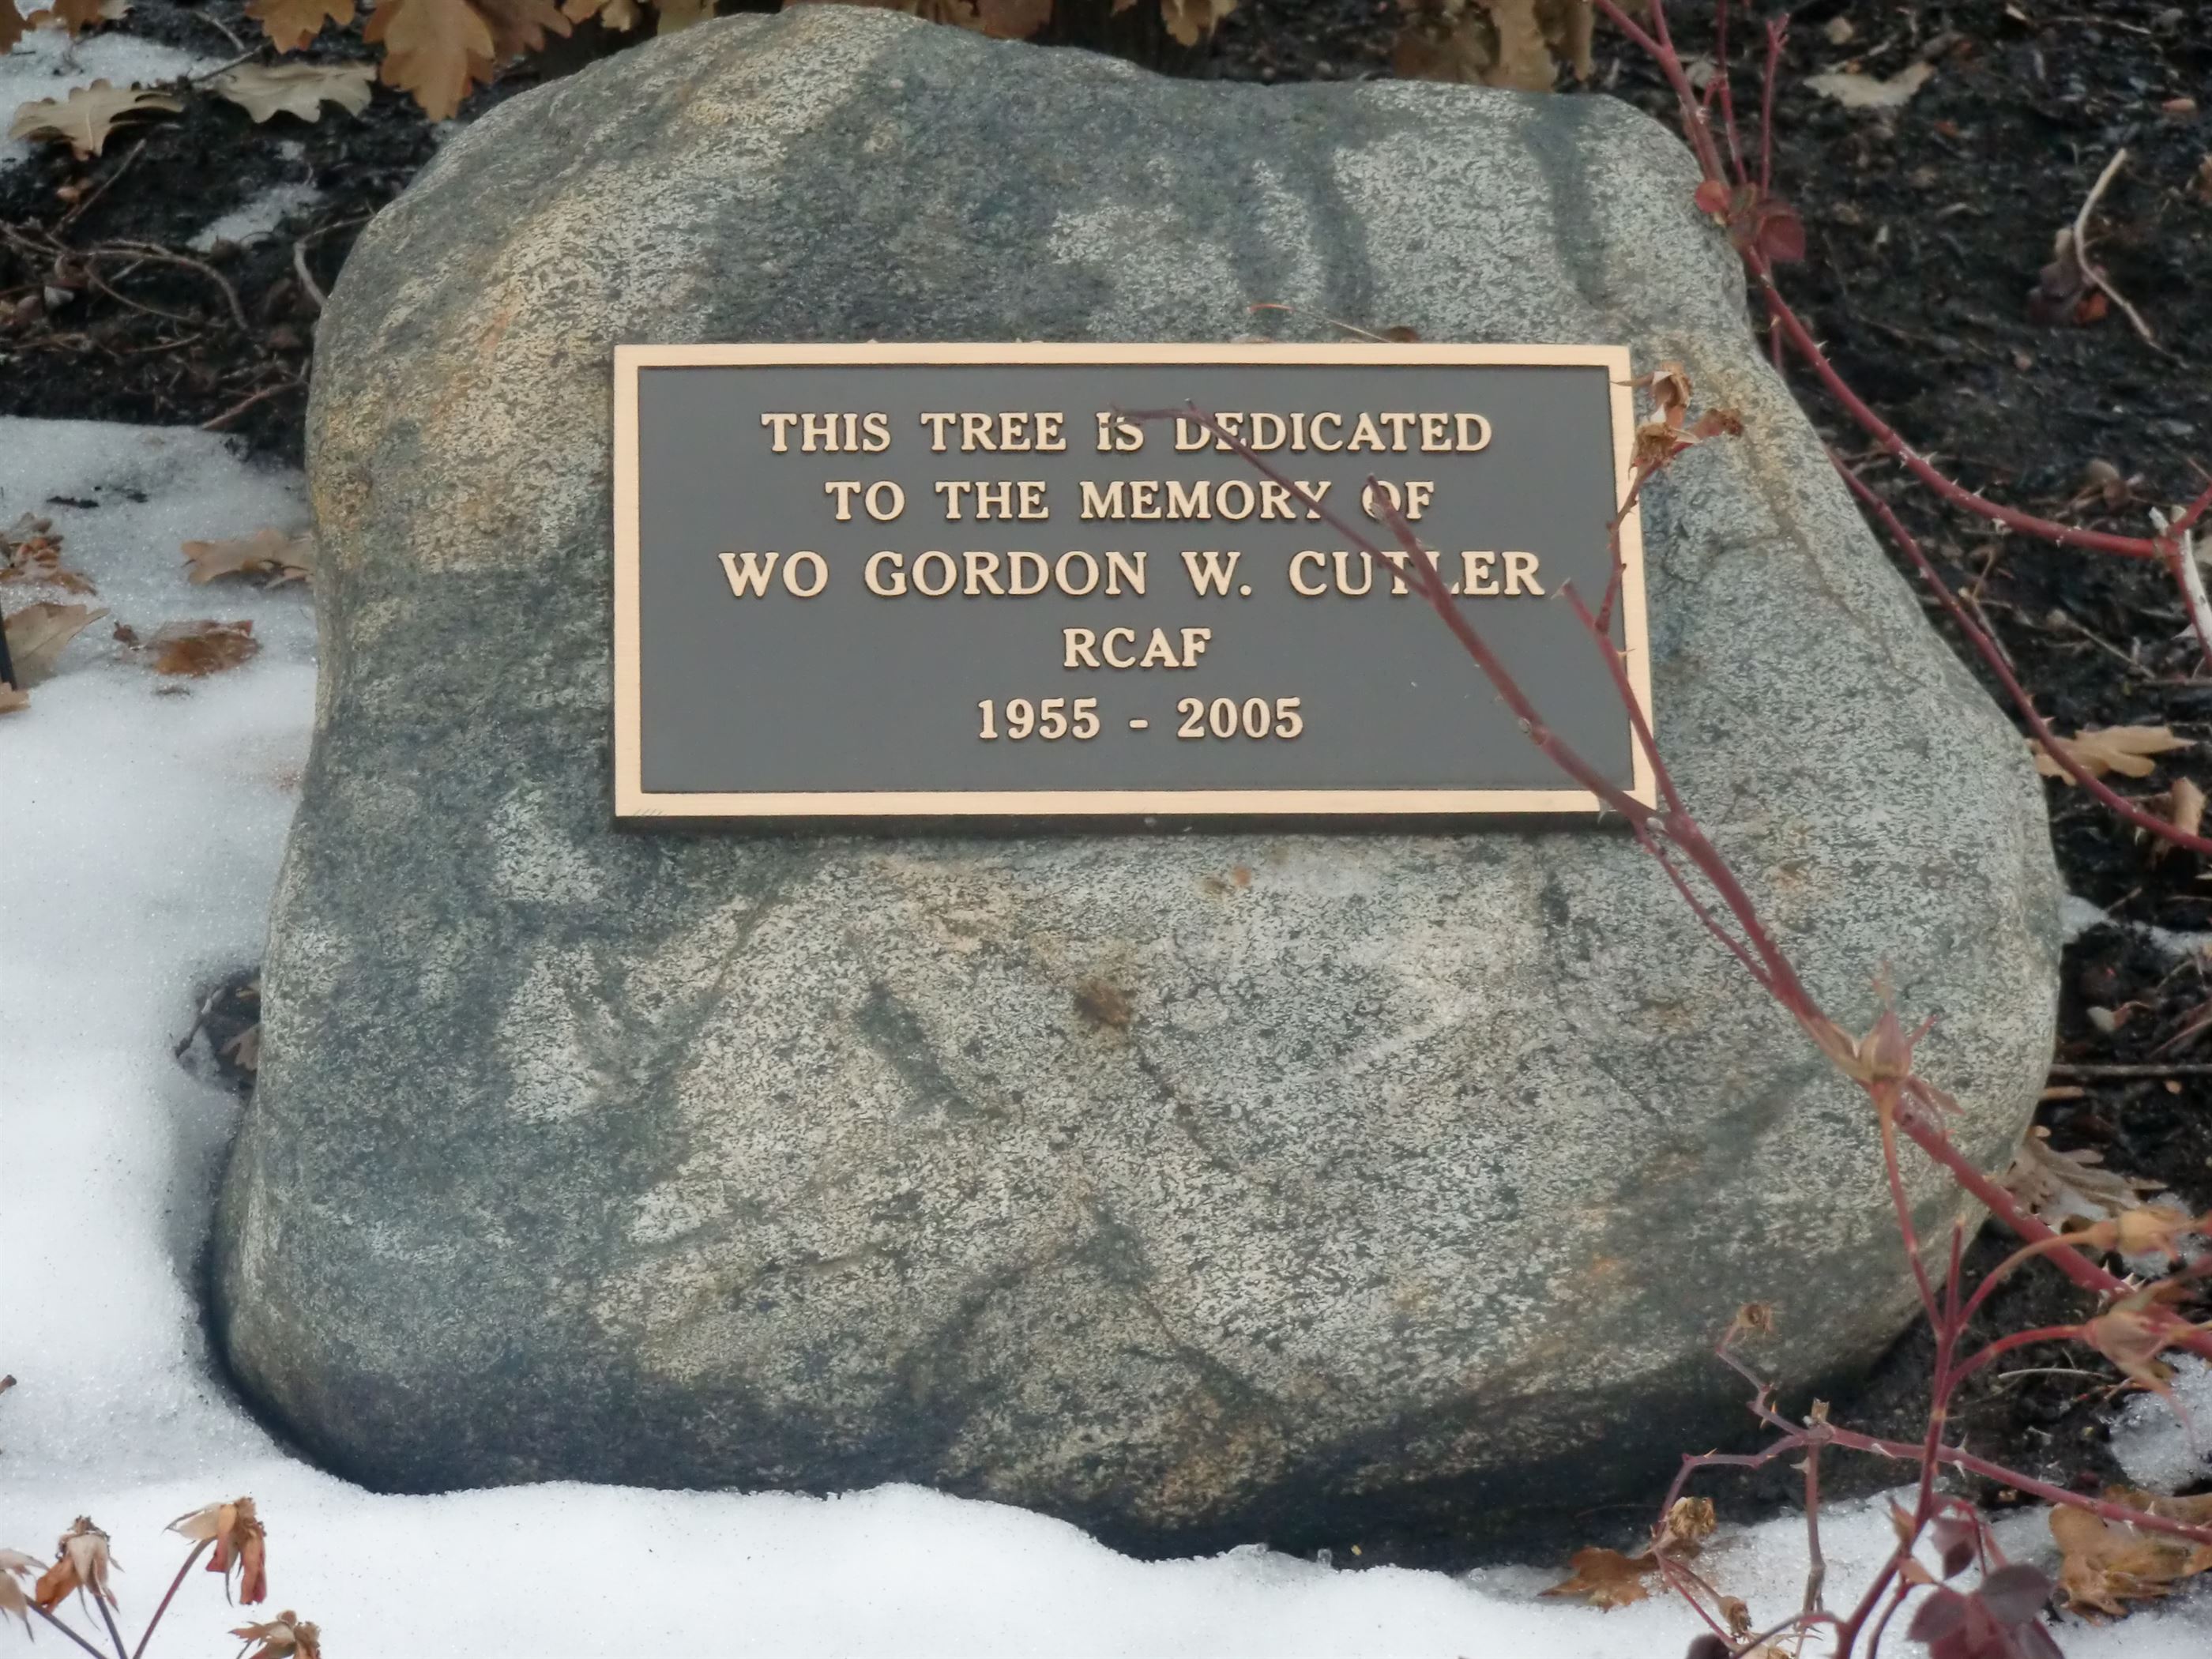 THIS TREE IS DEDICATED
TO THE MEMORY OF
WO GORDON W. CUTLER
RCAF
1955 - 2005